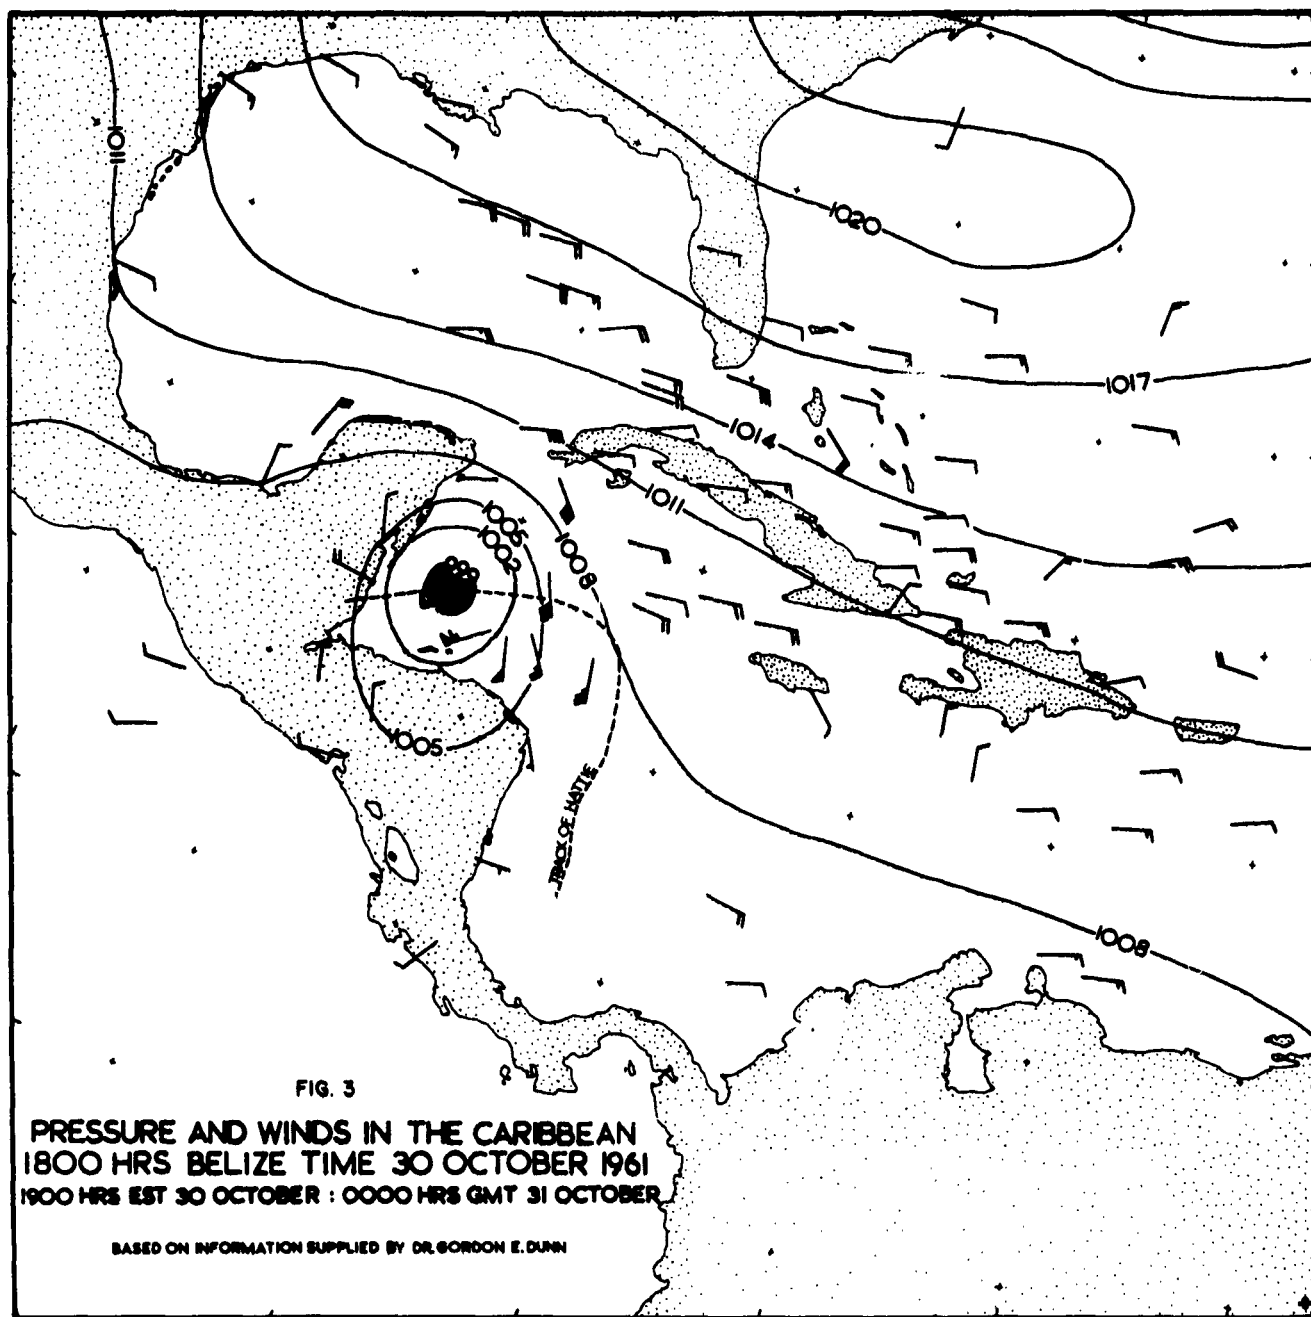 1011
1020
1017
1014
1011
1005
1002
1008
1005
TRACK OF HATTIE
1008
FIG. 3
PRESSURE AND WINDS IN THE CARIBBEAN
1800 HRS BELIZE TIME 30 OCTOBER 1961
1900 HRS EST 30 OCTOBER : 0000 HRS GMT 31 OCTOBER
BASED ON INFORMATION SUPPLIED BY DR. GORDON E. DUNN